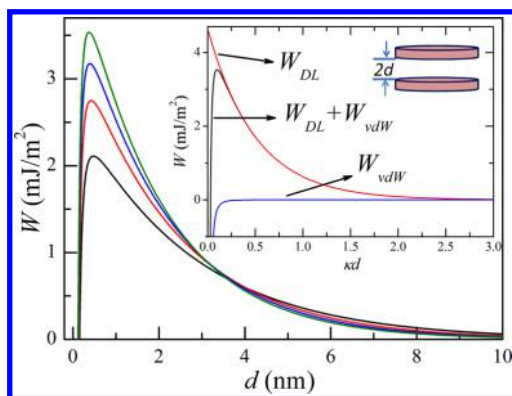 W (mJ/m²)
3
2
1
0
0 2 4 6 8 10
d (nm)
W (mJ/m²)
4
2
0
0.0 0.5 1.0 1.5 2.0 2.5 3.0
κd
W_DL
W_DL + W_vdW
W_vdW
2d